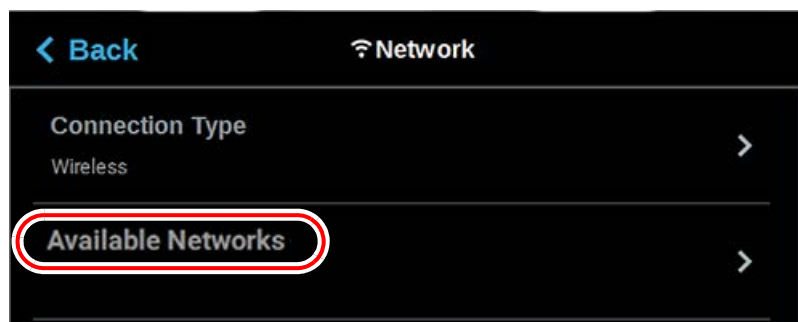 Back
Network
Connection Type
Wireless
Available Networks